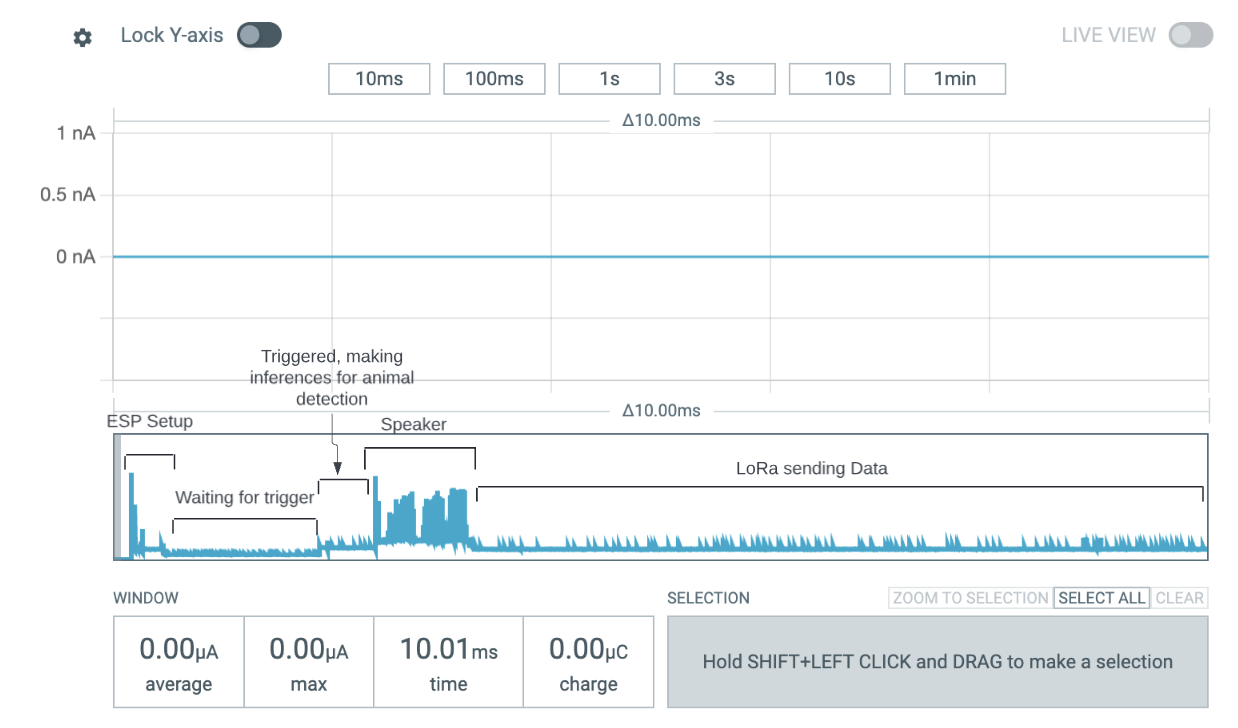 Lock Y-axis
LIVE VIEW
10ms
100ms
1s
3s
10s
1min
Δ10.00ms
1 nA
0.5 nA
0 nA
Triggered, making
inferences for animal
detection
Δ10.00ms
ESP Setup
Speaker
LoRa sending Data
Waiting for trigger
WINDOW
SELECTION
ZOOM TO SELECTION
SELECT ALL
CLEAR
0.00μA
average
0.00μA
max
10.01ms
time
0.00μC
charge
Hold SHIFT+LEFT CLICK and DRAG to make a selection